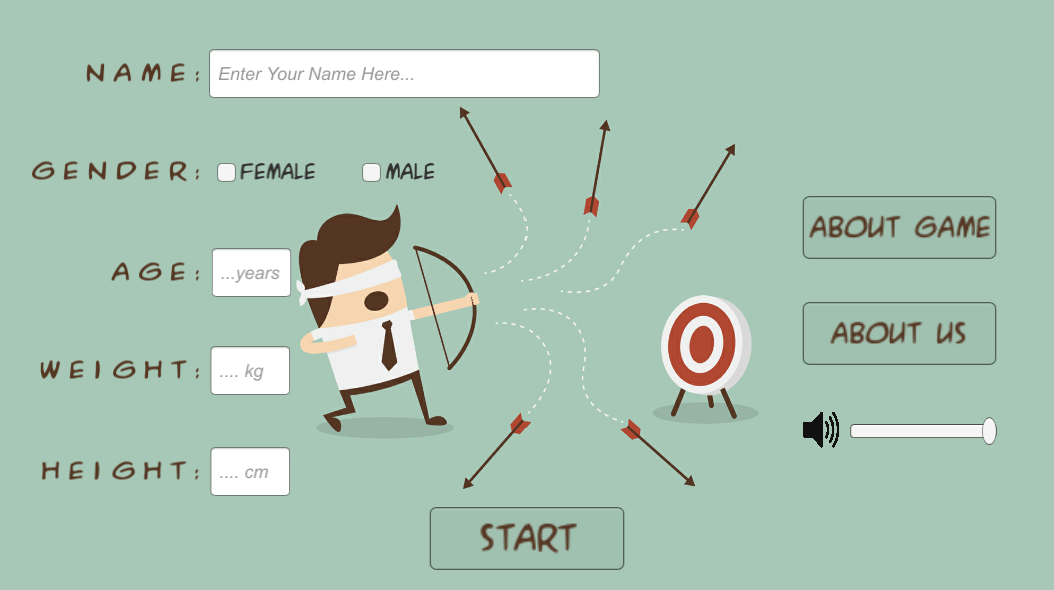 NAME: Enter Your Name Here...
GENDER: FEMALE MALE
ABOUT GAME
AGE: ...years
ABOUT US
WEIGHT: .... kg
HEIGHT: .... cm
START